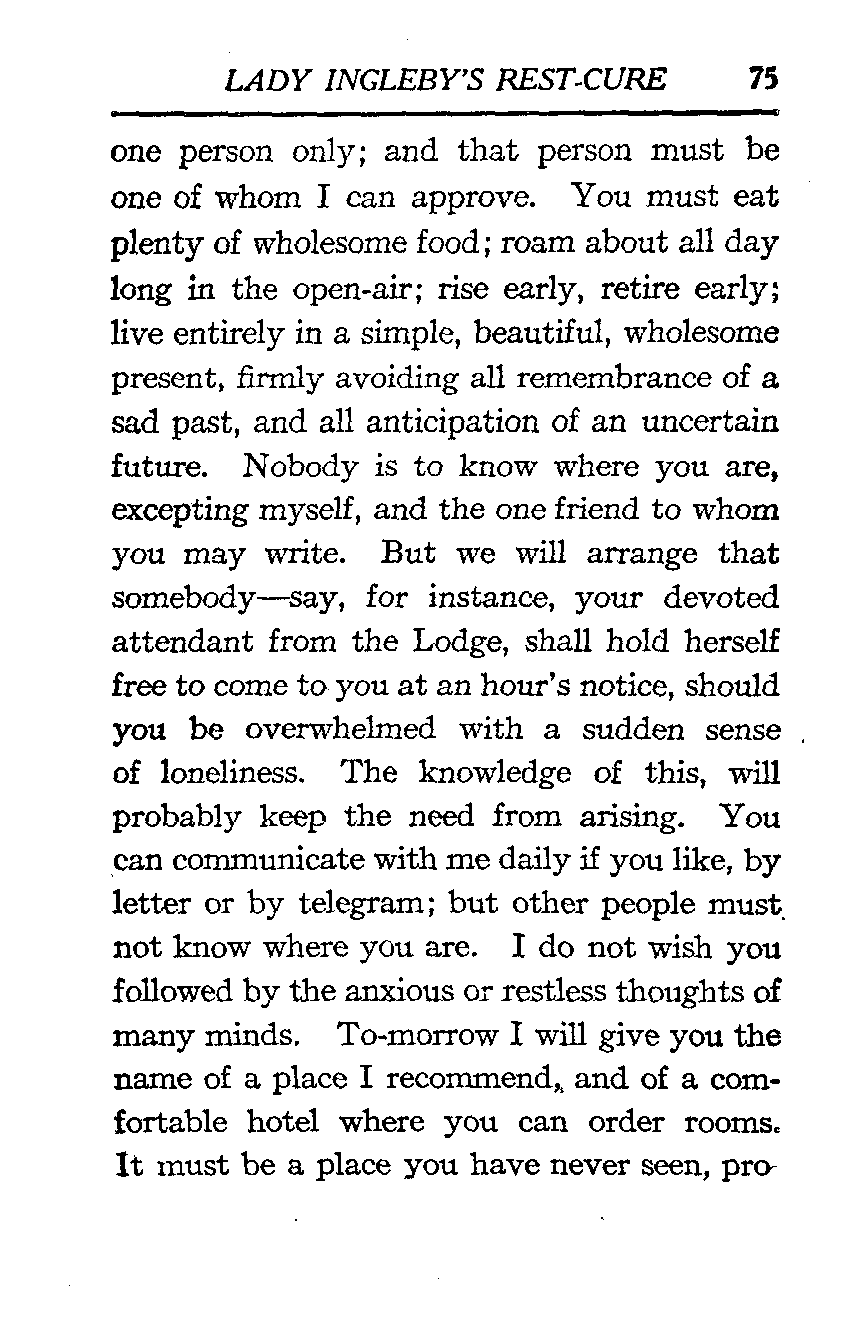 LADY INGLEBY'S REST-CURE 75
one person only; and that person must be
one of whom I can approve. You must eat
plenty of wholesome food; roam about all day
long in the open-air; rise early, retire early;
live entirely in a simple, beautiful, wholesome
present, firmly avoiding all remembrance of a
sad past, and all anticipation of an uncertain
future. Nobody is to know where you are,
excepting myself, and the one friend to whom
you may write. But we will arrange that
somebody—say, for instance, your devoted
attendant from the Lodge, shall hold herself
free to come to you at an hour's notice, should
you be overwhelmed with a sudden sense
of loneliness. The knowledge of this, will
probably keep the need from arising. You
can communicate with me daily if you like, by
letter or by telegram; but other people must
not know where you are. I do not wish you
followed by the anxious or restless thoughts of
many minds. To-morrow I will give you the
name of a place I recommend, and of a com-
fortable hotel where you can order rooms.
It must be a place you have never seen, pro-